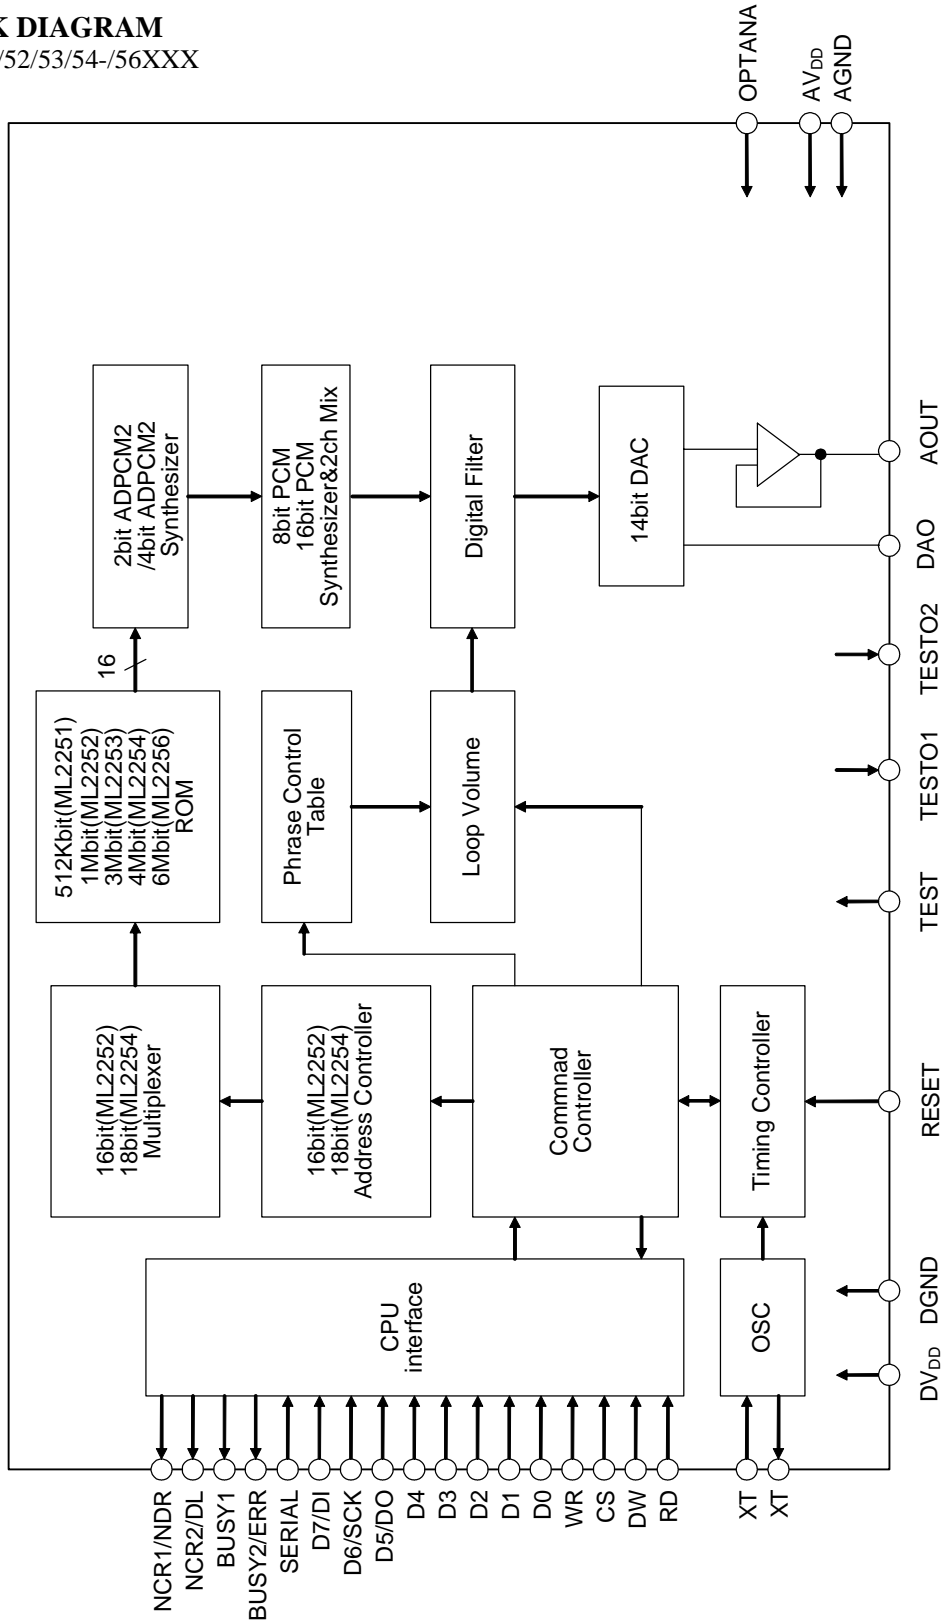 K DIAGRAM
/52/53/54-/56XXX
OPTANA
AVDD
AGND
2bit ADPCM2
/4bit ADPCM2
Synthesizer
8bit PCM
16bit PCM
Synthesizer&2ch Mix
Digital Filter
14bit DAC
AOUT
DAO
16
512Kbit(ML2251)
1Mbit(ML2252)
3Mbit(ML2253)
4Mbit(ML2254)
6Mbit(ML2256)
ROM
Phrase Control
Table
Loop Volume
TESTO2
TESTO1
TEST
16bit(ML2252)
18bit(ML2254)
Multiplexer
16bit(ML2252)
18bit(ML2254)
Address Controller
Commnad
Controller
Timing Controller
RESET
CPU
interface
OSC
DGND
DVDD
NCR1/NDR
NCR2/DL
BUSY1
BUSY2/ERR
SERIAL
D7/DI
D6/SCK
D5/DO
D4
D3
D2
D1
D0
WR
CS
DW
RD
XT
XT